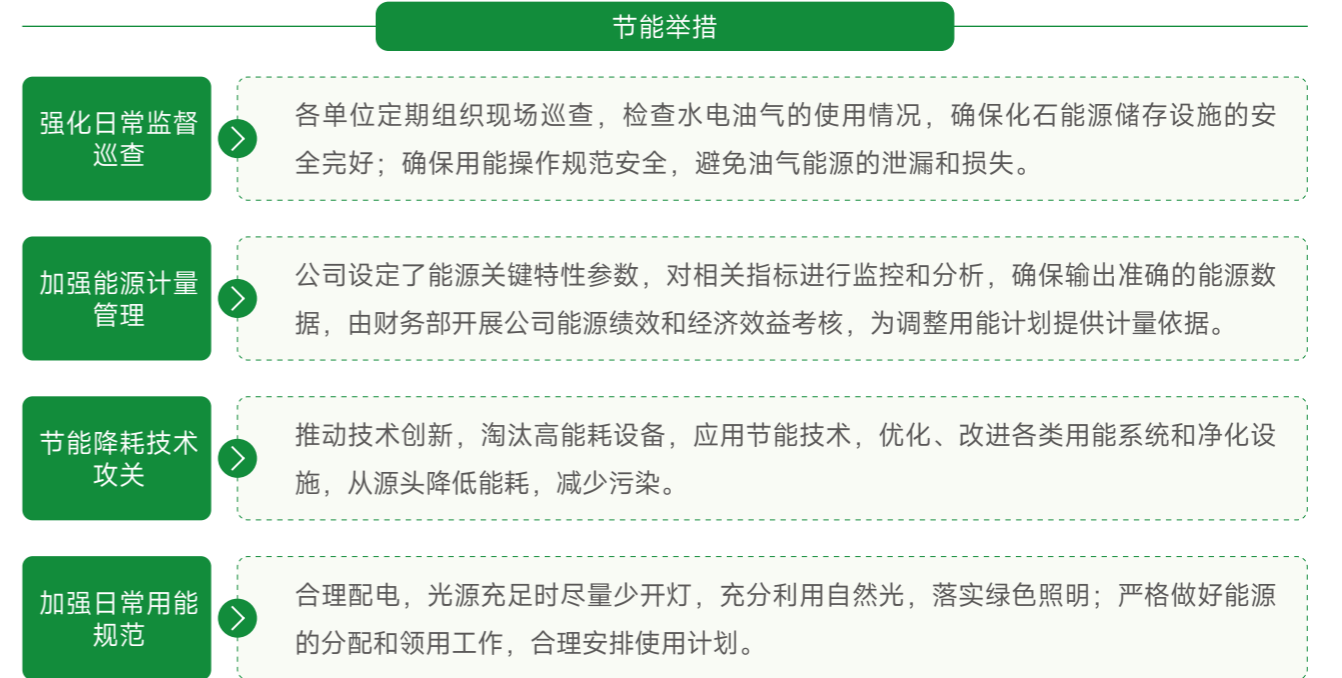 节能举措
强化日常监督
巡查
各单位定期组织现场巡查，检查水电油气的使用情况，确保化石能源储存设施的安
全完好；确保用能操作规范安全，避免油气能源的泄漏和损失。
加强能源计量
管理
公司设定了能源关键特性参数，对相关指标进行监控和分析，确保输出准确的能源数
据，由财务部开展公司能源绩效和经济效益考核，为调整用能计划提供计量依据。
节能降耗技术
攻关
推动技术创新，淘汰高能耗设备，应用节能技术，优化、改进各类用能系统和净化设
施，从源头降低能耗，减少污染。
加强日常用能
规范
合理配电，光源充足时尽量少开灯，充分利用自然光，落实绿色照明；严格做好能源
的分配和领用工作，合理安排使用计划。